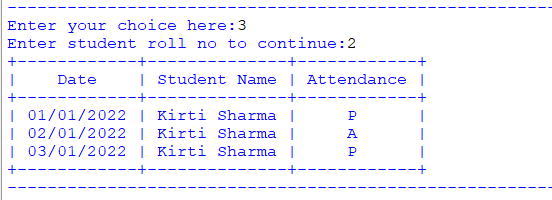 Enter your choice here:3
Enter student roll no to continue:2
+------------+--------------+------------+
|    Date    | Student Name | Attendance |
+------------+--------------+------------+
| 01/01/2022 | Kirti Sharma |     P      |
| 02/01/2022 | Kirti Sharma |     A      |
| 03/01/2022 | Kirti Sharma |     P      |
+------------+--------------+------------+